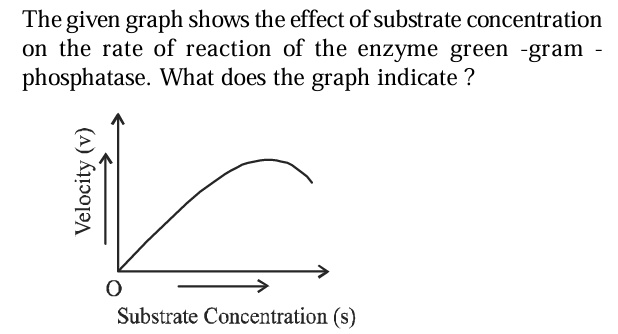 The given graph shows the effect of substrate concentration
on the rate of reaction of the enzyme green -gram -
phosphatase. What does the graph indicate ?
Velocity (v)
O
Substrate Concentration (s)